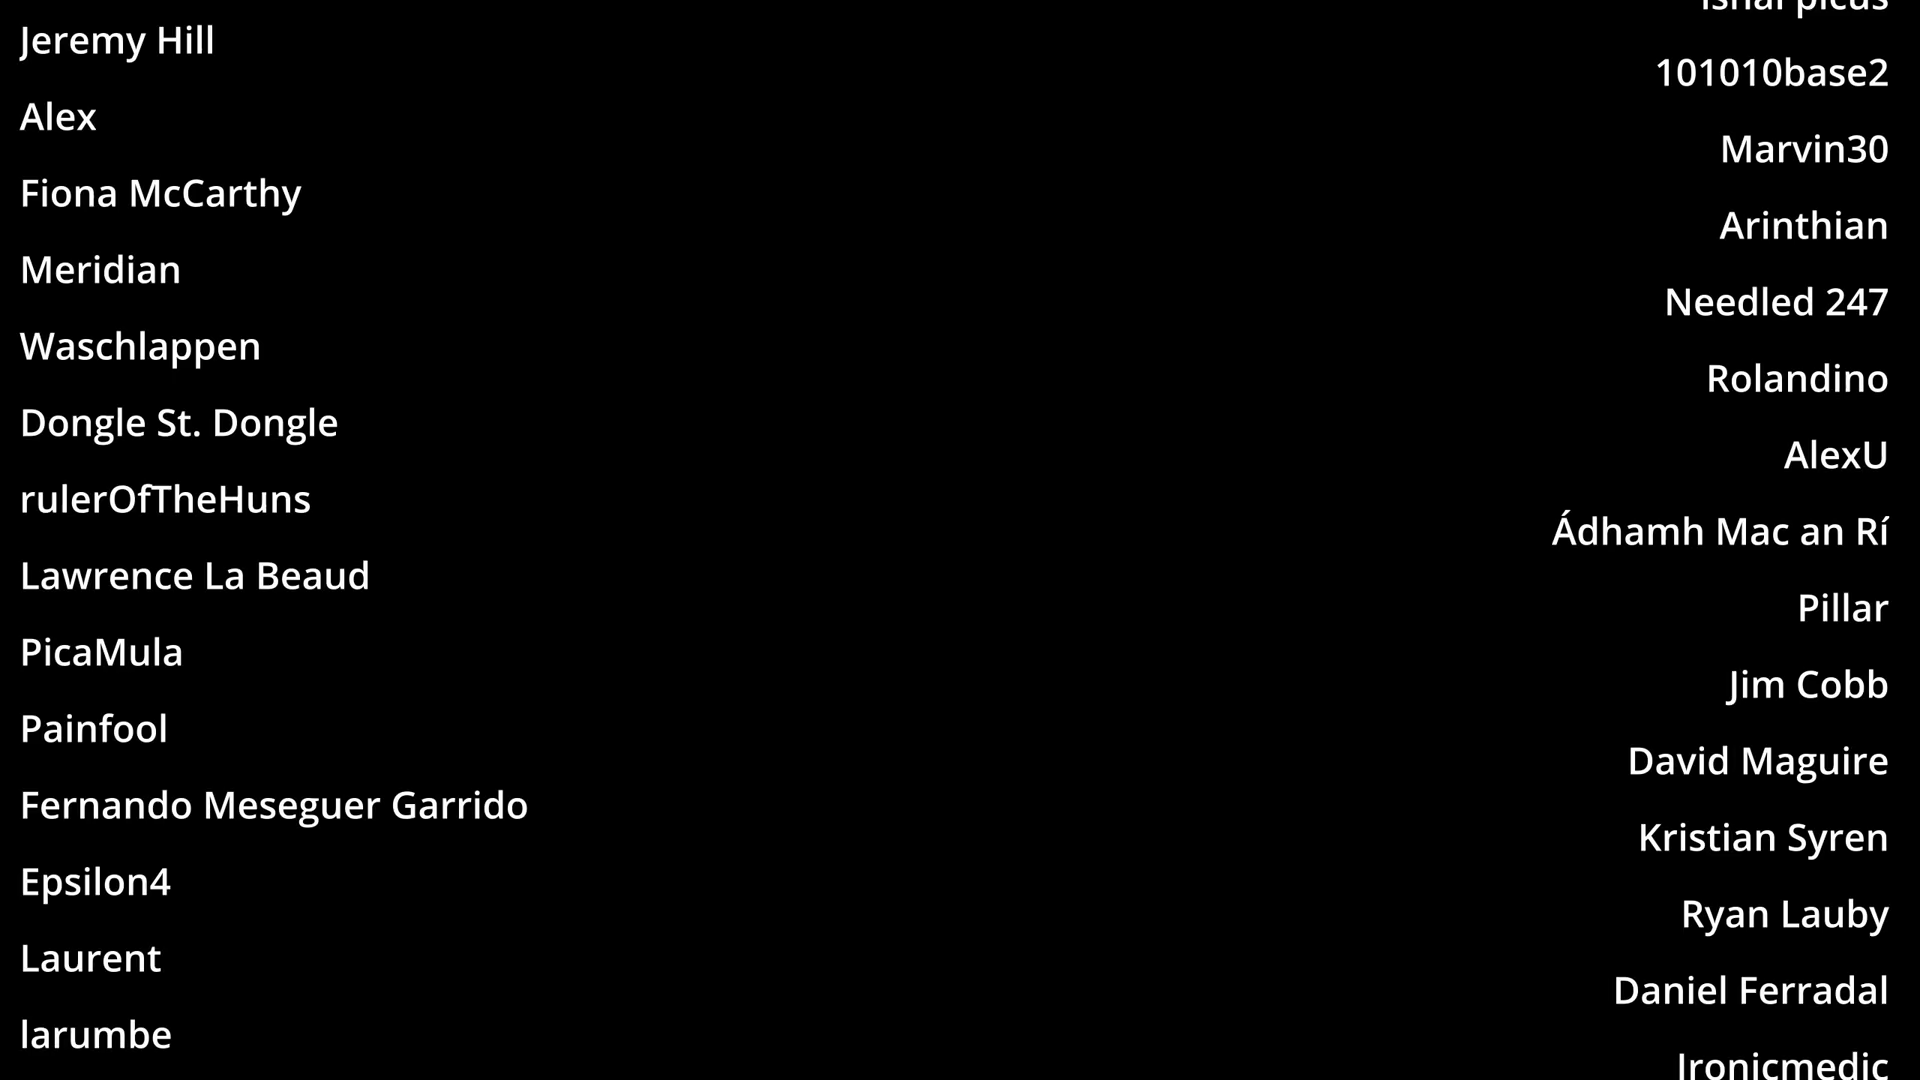 Jeremy Hill
Alex
Fiona McCarthy
Meridian
Waschlappen
Dongle St. Dongle
rulerOfTheHuns
Lawrence La Beaud
PicaMula
Painfool
Fernando Meseguer Garrido
Epsilon4
Laurent
larumbe
101010base2
Marvin30
Arinthian
Needled 247
Rolandino
AlexU
Ádhamh Mac an Rí
Pillar
Jim Cobb
David Maguire
Kristian Syren
Ryan Lauby
Daniel Ferradal
Ironicmedic